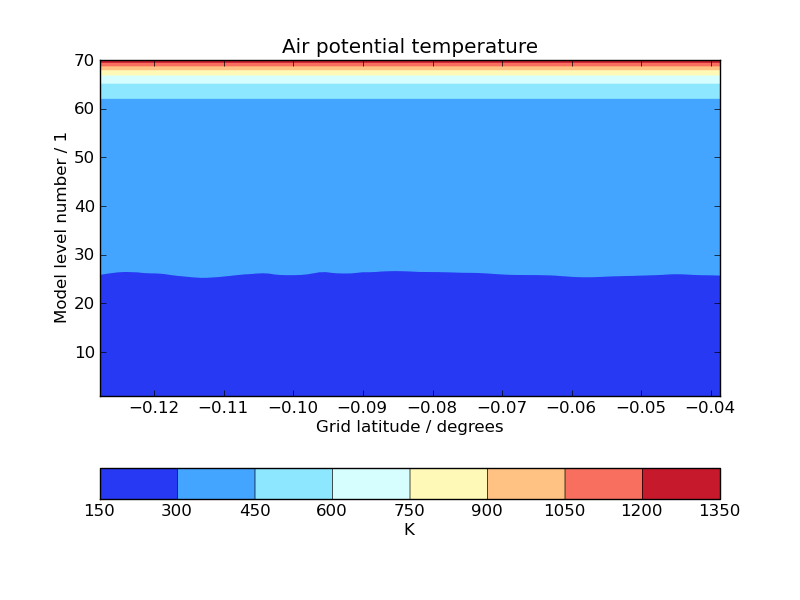 Air potential temperature
70
60
50
40
30
20
10
Model level number / 1
−0.12 −0.11 −0.10 −0.09 −0.08 −0.07 −0.06 −0.05 −0.04
Grid latitude / degrees
150 300 450 600 750 900 1050 1200 1350
K